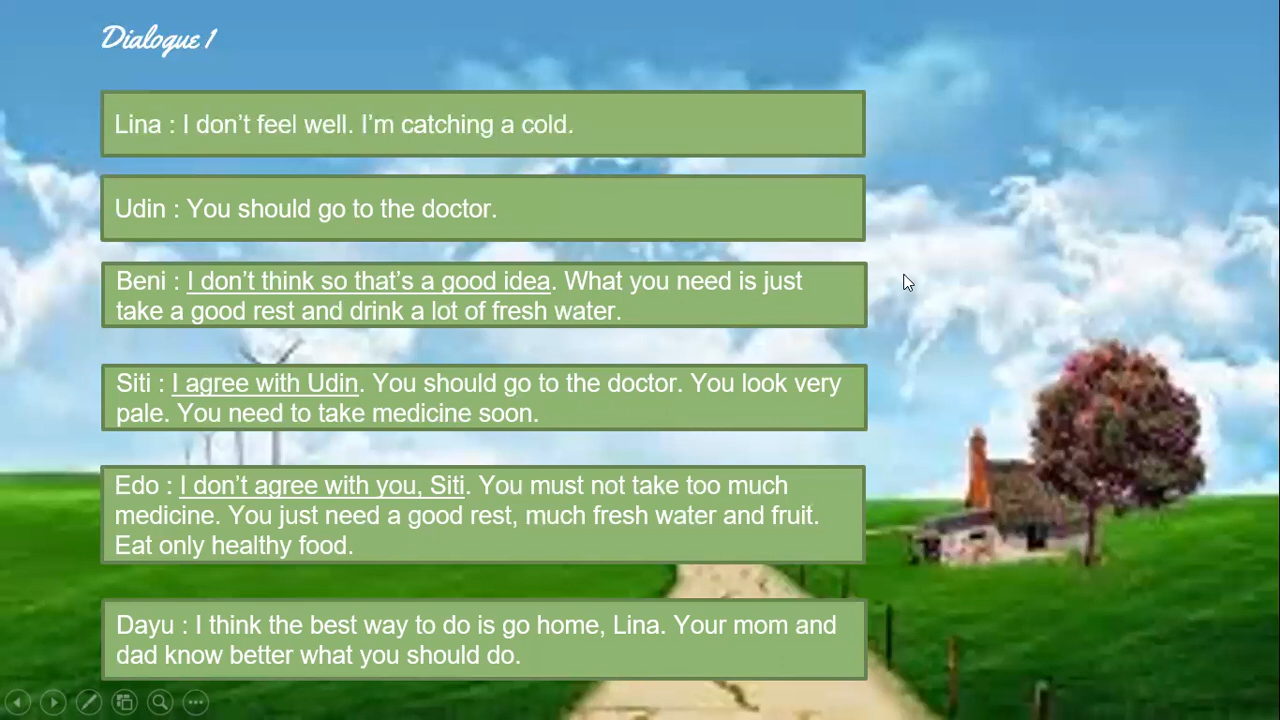 Dialogue 1
Lina : I don’t feel well. I’m catching a cold.
Udin : You should go to the doctor.
Beni : I don’t think so that’s a good idea. What you need is just
take a good rest and drink a lot of fresh water.
Siti : I agree with Udin. You should go to the doctor. You look very
pale. You need to take medicine soon.
Edo : I don’t agree with you, Siti. You must not take too much
medicine. You just need a good rest, much fresh water and fruit.
Eat only healthy food.
Dayu : I think the best way to do is go home, Lina. Your mom and
dad know better what you should do.